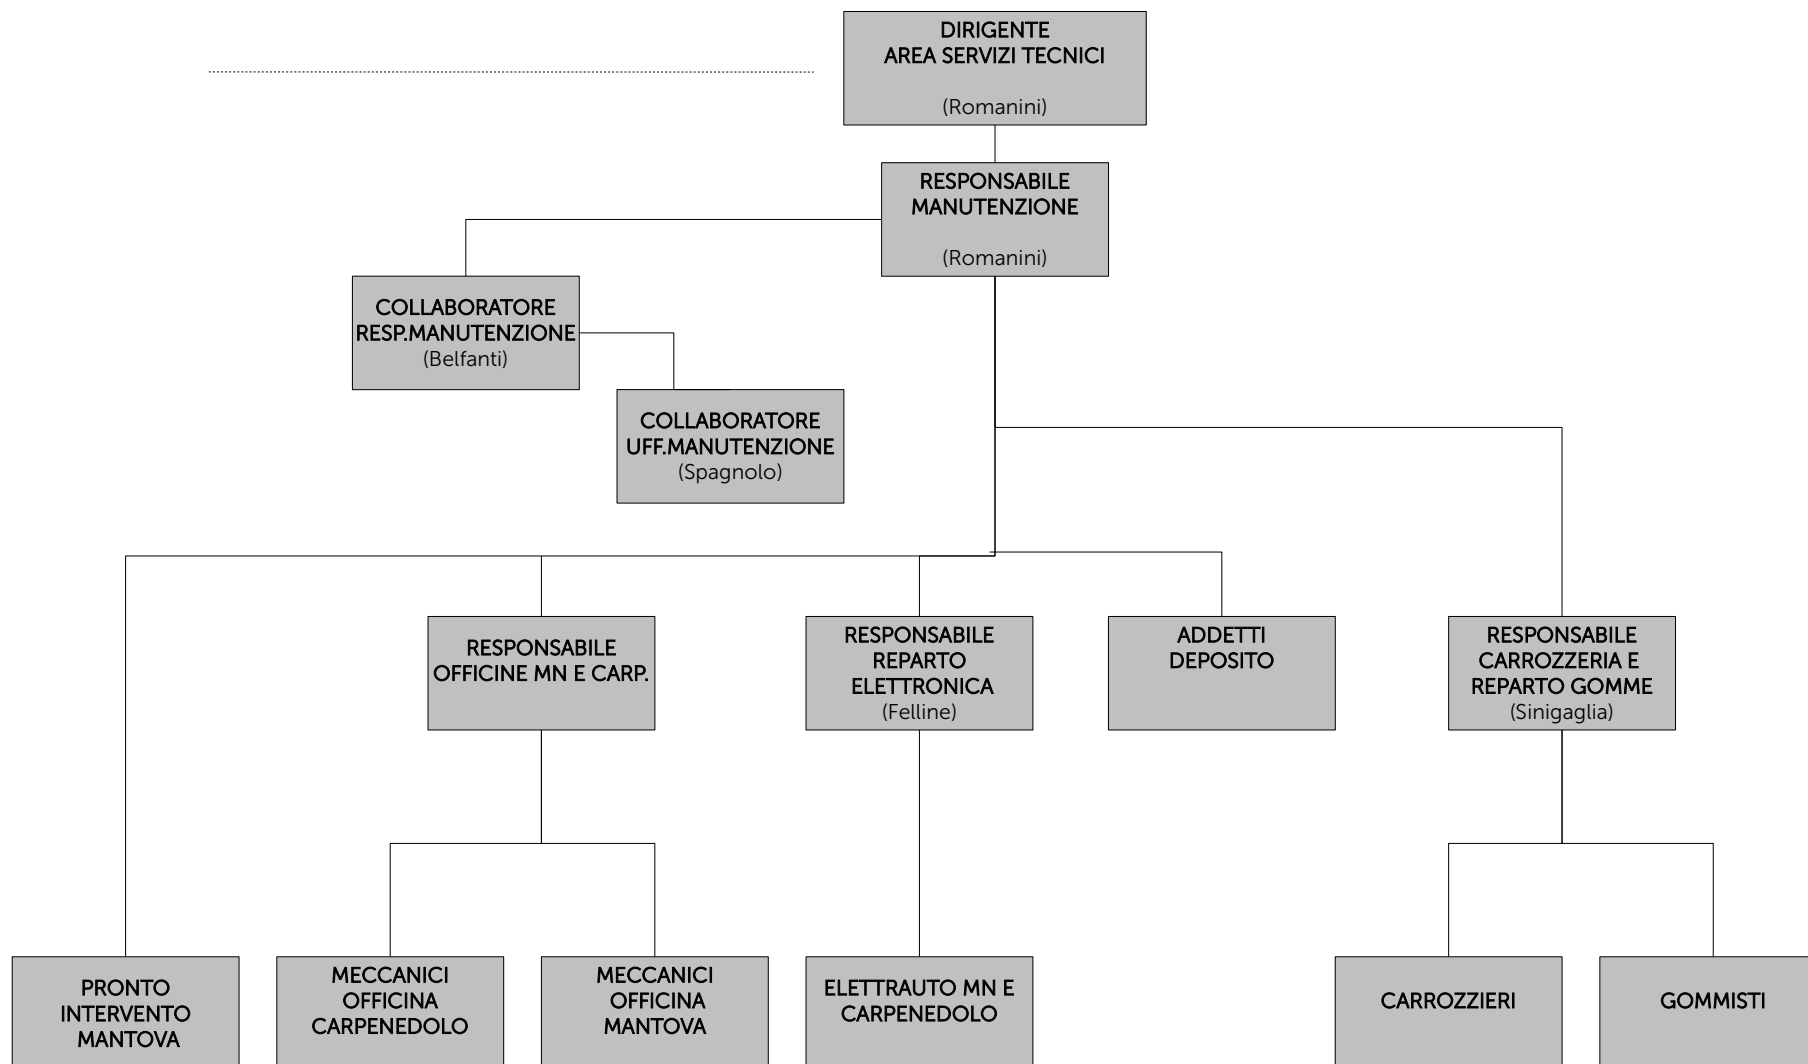 DIRIGENTE
AREA SERVIZI TECNICI
(Romanini)
RESPONSABILE
MANUTENZIONE
(Romanini)
COLLABORATORE
RESP.MANUTENZIONE
(Belfanti)
COLLABORATORE
UFF.MANUTENZIONE
(Spagnolo)
RESPONSABILE
OFFICINE MN E CARP.
RESPONSABILE
REPARTO
ELETTRONICA
(Felline)
ADDETTI
DEPOSITO
RESPONSABILE
CARROZZERIA E
REPARTO GOMME
(Sinigaglia)
PRONTO
INTERVENTO
MANTOVA
MECCANICI
OFFICINA
CARPENEDOLO
MECCANICI
OFFICINA
MANTOVA
ELETTRAUTO MN E
CARPENEDOLO
CARROZZIERI
GOMMISTI